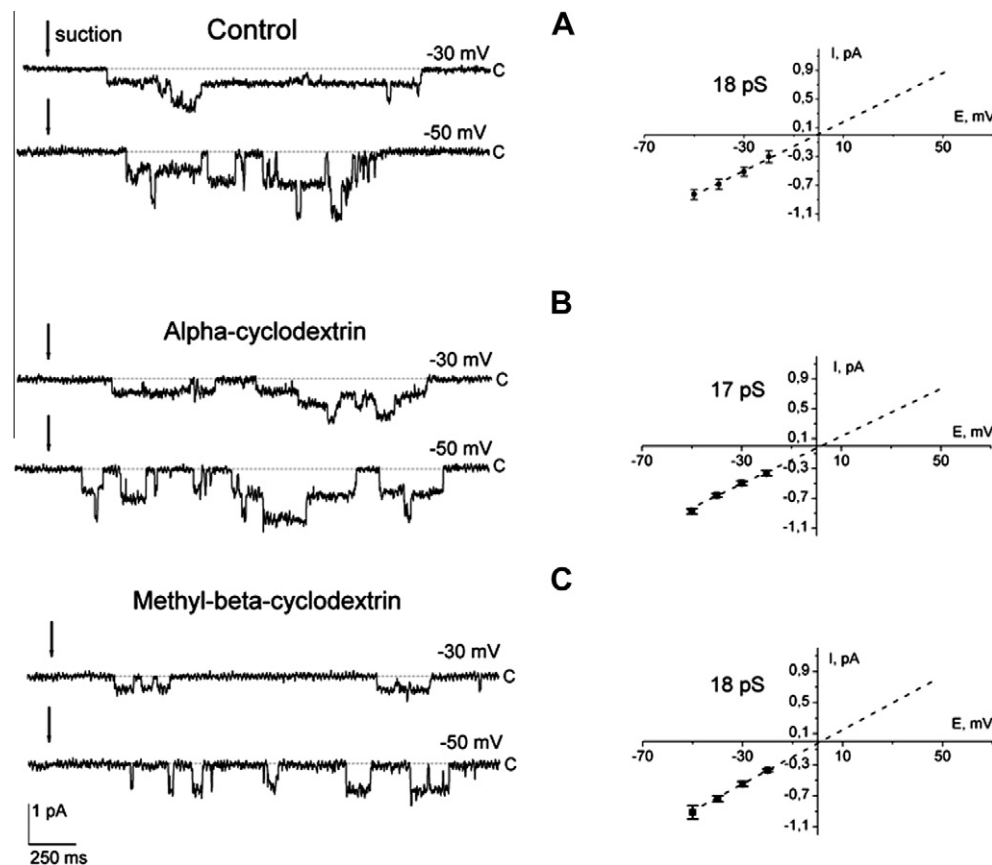 suction
Control
-30 mV
C
-50 mV
C
A
18 pS
I, pA
0,9
0,5
0,1
E, mV
-70
-30
10
50
-0.3
-0.7
-1,1
Alpha-cyclodextrin
-30 mV
C
-50 mV
C
B
17 pS
I, pA
0,9
0,5
0,1
E, mV
-70
-30
10
50
-0.3
-0.7
-1,1
Methyl-beta-cyclodextrin
-30 mV
C
-50 mV
C
1 pA
250 ms
C
18 pS
I, pA
0,9
0,5
0,1
E, mV
-70
-30
10
50
-0.3
-0.7
-1,1